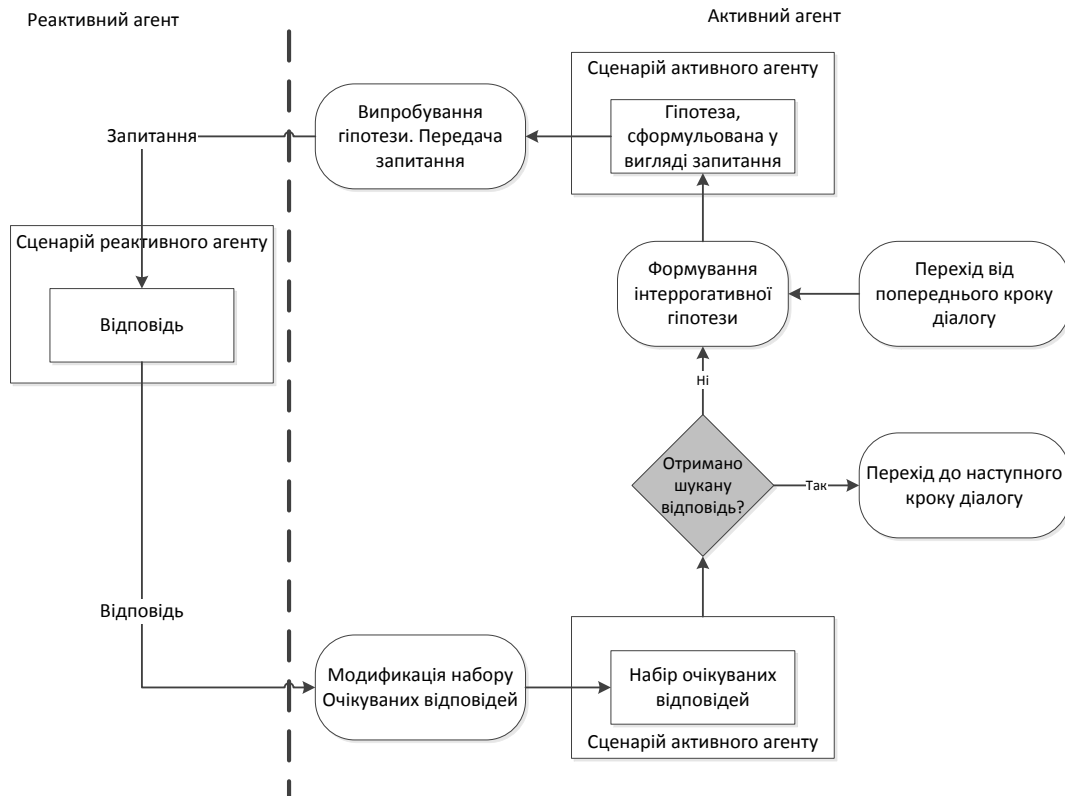 Реактивний агент
Активний агент
Сценарій активного агенту
Випробування
гіпотези. Передача
запитання
Гіпотеза,
сформульована у
вигляді запитання
Запитання
Сценарій реактивного агенту
Відповідь
Формування
інтеррогативної
гіпотези
Перехід від
попереднього кроку
діалогу
Ні
Отримано
шукану
відповідь?
Так
Перехід до наступного
кроку діалогу
Відповідь
Модифікація набору
Очікуваних відповідей
Набір очікуваних
відповідей
Сценарій активного агенту